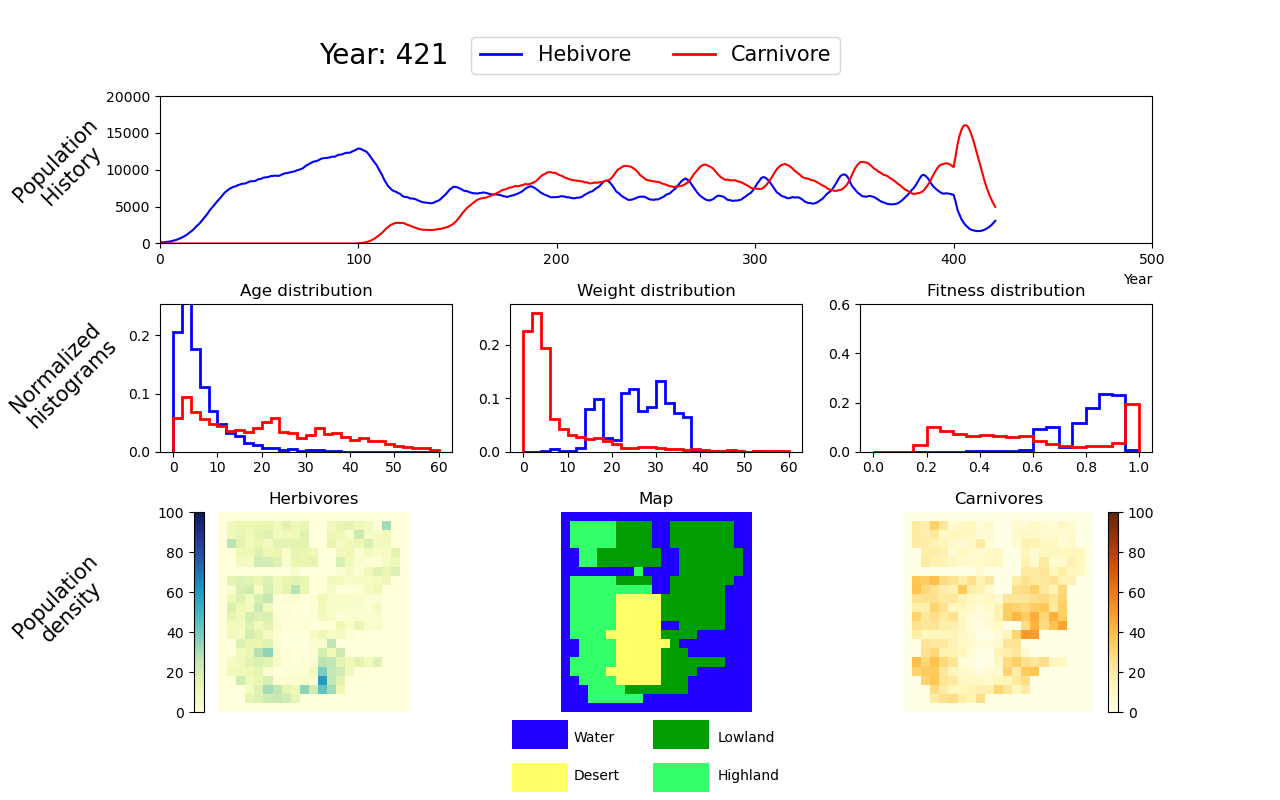 Year: 421
Hebivore
Carnivore
Population
History
20000
15000
10000
5000
0
0
100
200
300
400
500
Year
Normalized
histograms
Age distribution
0.2
0.1
0.0
0
20
40
60
Weight distribution
0.2
0.1
0.0
0
10
20
30
40
50
60
Fitness distribution
0.6
0.4
0.2
0.0
0.0
0.2
0.4
0.6
0.8
1.0
Population
density
Herbivores
100
80
60
40
20
0
Map
Carnivores
100
80
60
40
20
0
Water
Lowland
Desert
Highland